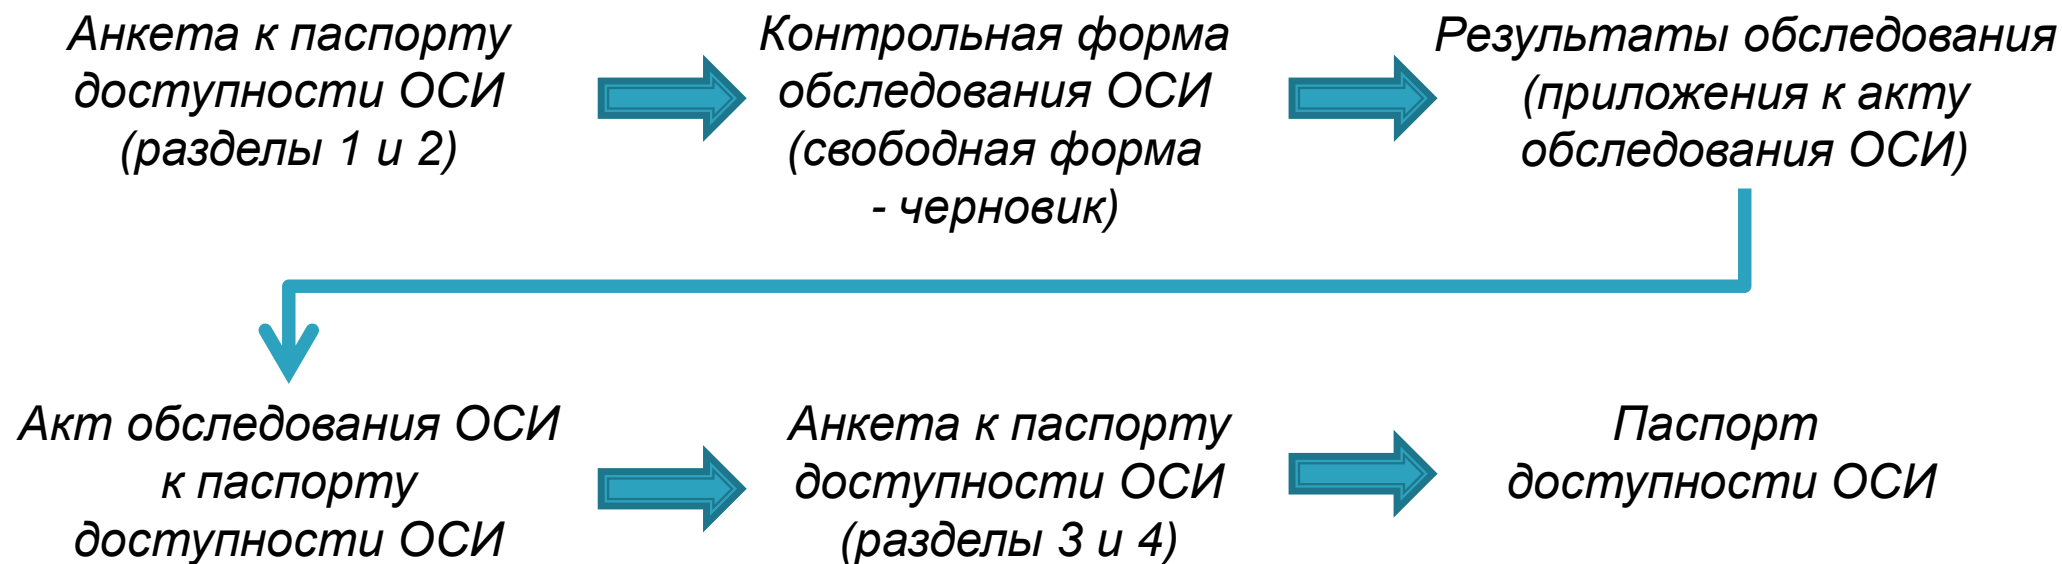 Анкета к паспорту
доступности ОСИ
(разделы 1 и 2)
Контрольная форма
обследования ОСИ
(свободная форма
- черновик)
Результаты обследования
(приложения к акту
обследования ОСИ)
Акт обследования ОСИ
к паспорту
доступности ОСИ
Анкета к паспорту
доступности ОСИ
(разделы 3 и 4)
Паспорт
доступности ОСИ